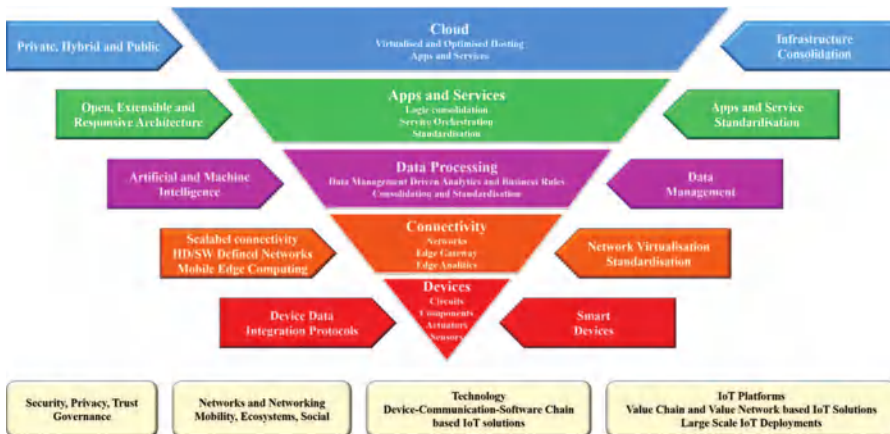 Cloud
Virtualised and Optimised Hosting
Apps and Services
Private, Hybrid and Public
Infrastructure
Consolidation
Apps and Services
Logic consolidation
Service Orchestration
Standardisation
Open, Extensible and
Responsive Architecture
Apps and Service
Standardisation
Data Processing
Data Management Driven Analytics and Business Rules
Consolidation and Standardisation
Artificial and Machine
Intelligence
Data
Management
Connectivity
Networks
Edge Gateway
Edge Analitics
Scalabel connectivity
HD/SW Defined Networks
Mobile Edge Computing
Network Virtualisation
Standardisation
Devices
Circuits
Components
Actuators
Sensors
Device Data
Integration Protocols
Smart
Devices
Security, Privacy, Trust
Governance
Networks and Networking
Mobility, Ecosystems, Social
Technology
Device-Communication-Software Chain
based IoT solutions
IoT Platforms
Value Chain and Value Network based IoT Solutions
Large Scale IoT Deployments